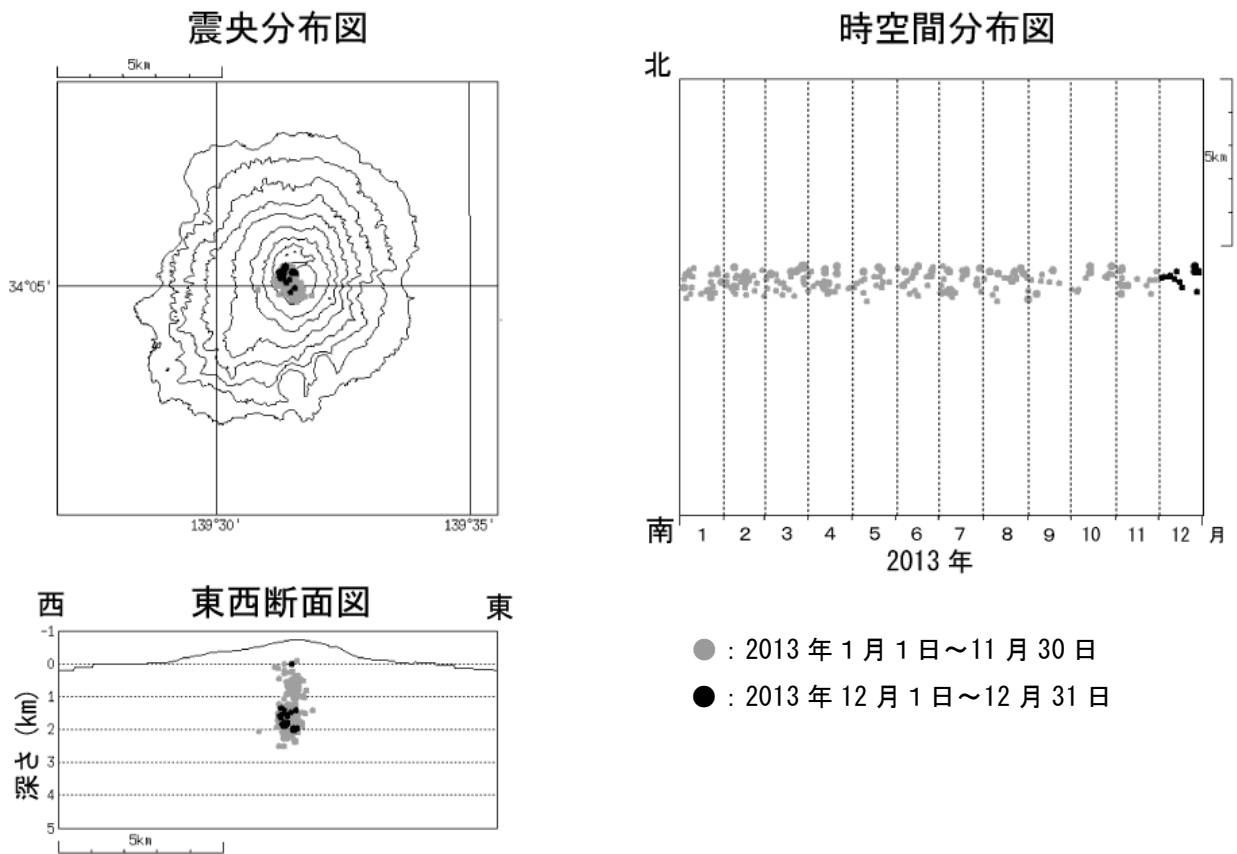 震央分布図
5km
34°05'
139°30'
139°35'
時空間分布図
北
5km
南
1 2 3 4 5 6 7 8 9 10 11 12 月
2013 年
西 東西断面図 東
-1
0
1
2
3
4
5
深さ (km)
5km
● : 2013 年 1 月 1 日～11 月 30 日
● : 2013 年 12 月 1 日～12 月 31 日